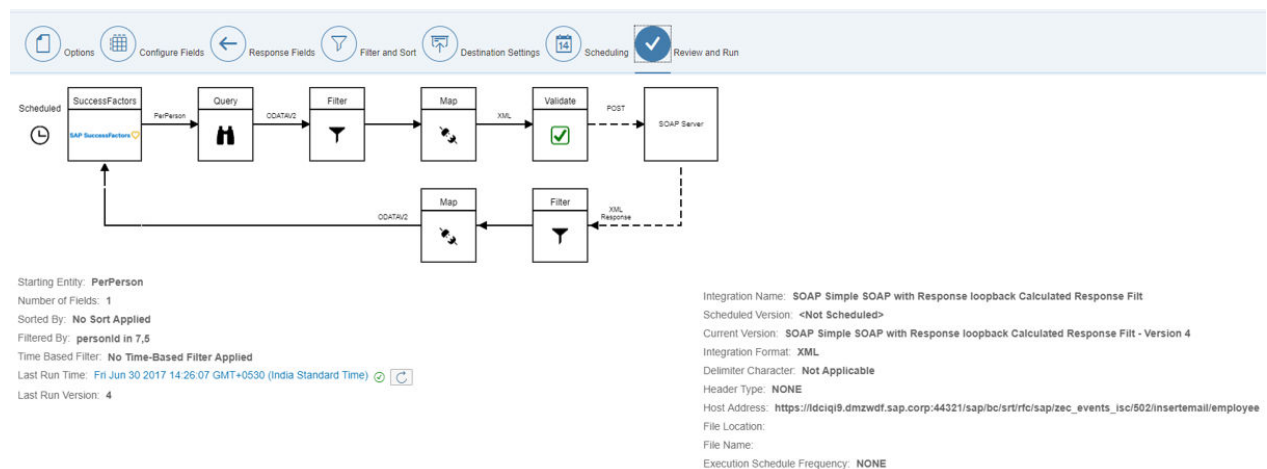 Options
Configure Fields
Response Fields
Filter and Sort
Destination Settings
14
Scheduling
Review and Run
Scheduled
SuccessFactors
SAP SuccessFactors
PerPerson
Query
ODATAV2
Filter
Map
XML
Validate
POST
SOAP Server
ODATAV2
Map
Filter
XML
Response
Starting Entity: PerPerson
Number of Fields: 1
Sorted By: No Sort Applied
Filtered By: personId in 7,5
Time Based Filter: No Time-Based Filter Applied
Last Run Time: Fri Jun 30 2017 14:26:07 GMT+0530 (India Standard Time)
Last Run Version: 4
Integration Name: SOAP Simple SOAP with Response loopback Calculated Response Filt
Scheduled Version: <Not Scheduled>
Current Version: SOAP Simple SOAP with Response loopback Calculated Response Filt - Version 4
Integration Format: XML
Delimiter Character: Not Applicable
Header Type: NONE
Host Address: https://ldciqi9.dmzwdf.sap.corp:44321/sap/bc/srt/rfc/sap/zec_events_isc/502/insertemail/employee
File Location:
File Name:
Execution Schedule Frequency: NONE